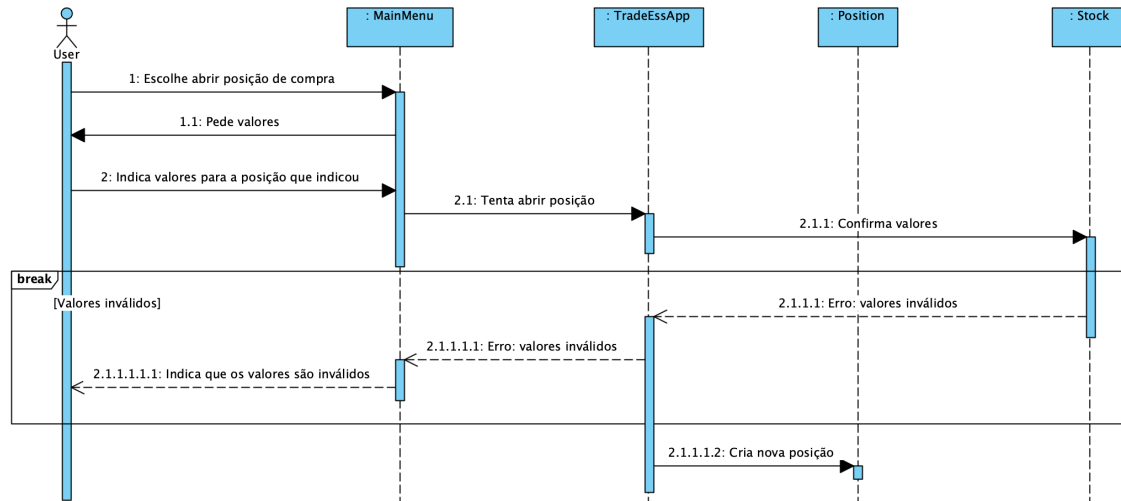 : MainMenu
: TradeEssApp
: Position
: Stock
User
1: Escolhe abrir posição de compra
1.1: Pede valores
2: Indica valores para a posição que indicou
2.1: Tenta abrir posição
2.1.1: Confirma valores
break
[Valores inválidos]
2.1.1.1: Erro: valores inválidos
2.1.1.1.1: Erro: valores inválidos
2.1.1.1.1.1: Indica que os valores são inválidos
2.1.1.1.2: Cria nova posição